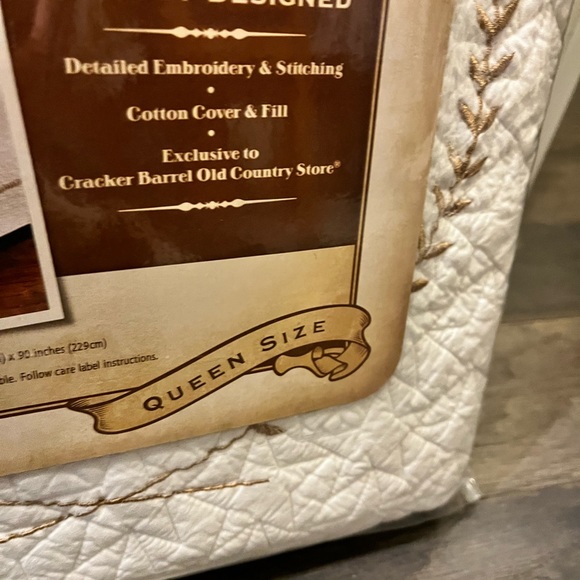 DESIGNED
Detailed Embroidery & Stitching
•
Cotton Cover & Fill
•
Exclusive to
Cracker Barrel Old Country Store®
) x 90 inches (229cm)
Follow care label instructions.
QUEEN SIZE